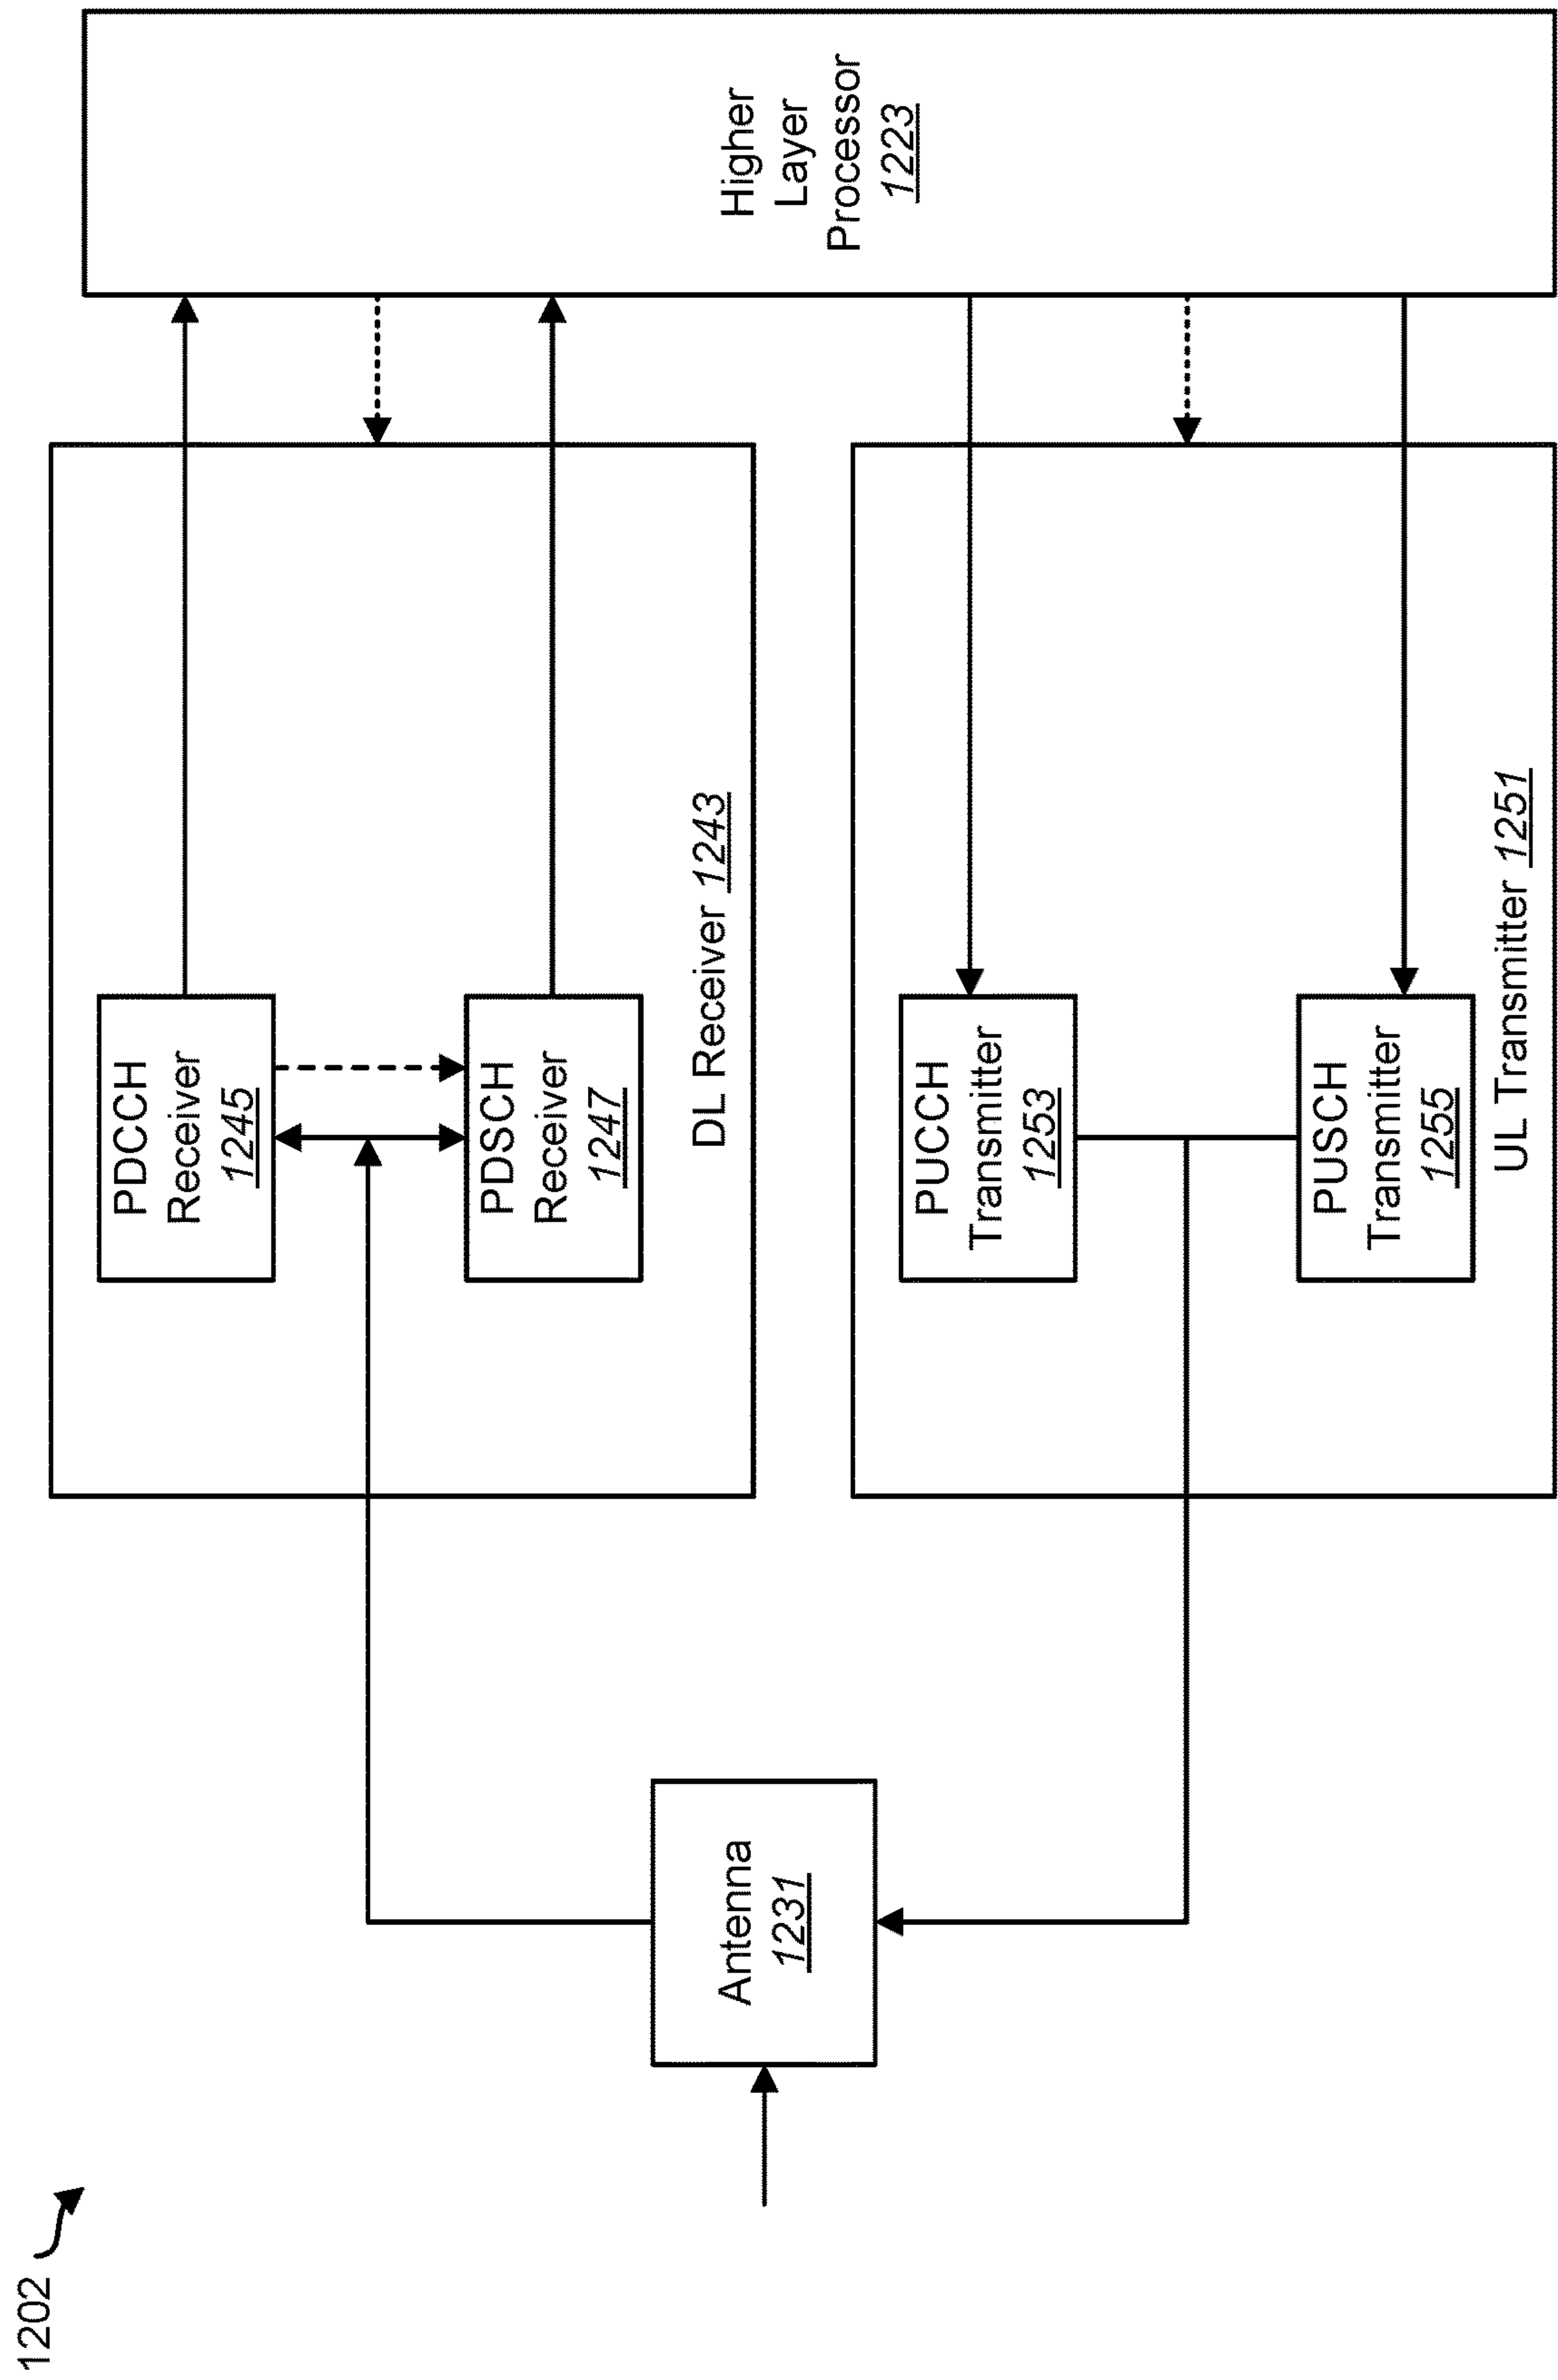 1202
Antenna
1231
PDCCH
Receiver
1245
PDSCH
Receiver
1247
DL Receiver 1243
PUCCH
Transmitter
1253
PUSCH
Transmitter
1255
UL Transmitter 1251
Higher
Layer
Processor
1223